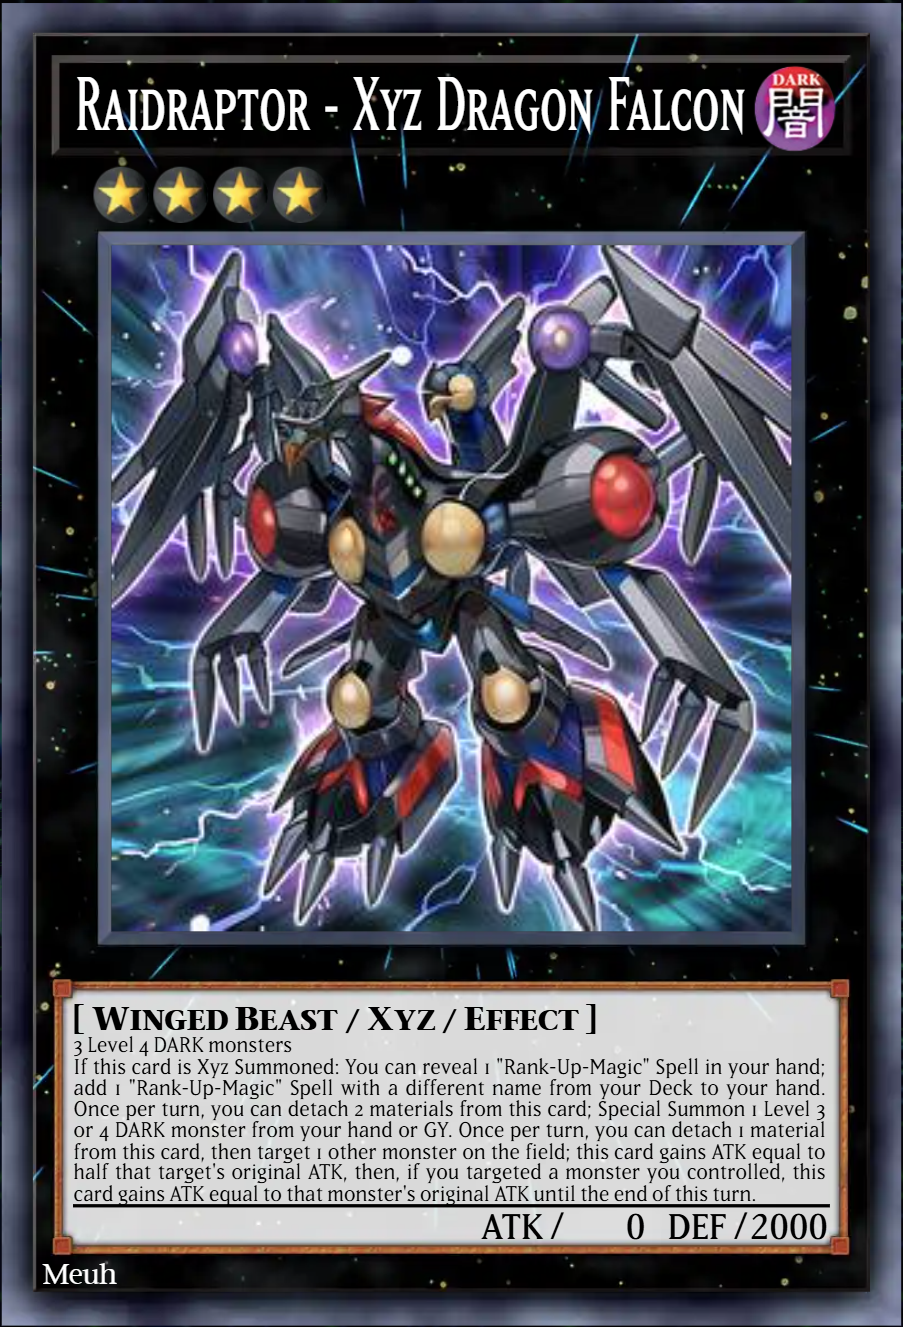 Raidraptor - Xyz Dragon Falcon
DARK
闇
[ Winged Beast / Xyz / Effect ]
3 Level 4 DARK monsters
If this card is Xyz Summoned: You can reveal 1 "Rank-Up-Magic" Spell in your hand;
add 1 "Rank-Up-Magic" Spell with a different name from your Deck to your hand.
Once per turn, you can detach 2 materials from this card; Special Summon 1 Level 3
or 4 DARK monster from your hand or GY. Once per turn, you can detach 1 material
from this card, then target 1 other monster on the field; this card gains ATK equal to
half that target's original ATK, then, if you targeted a monster you controlled, this
card gains ATK equal to that monster's original ATK until the end of this turn.
ATK / 0 DEF /2000
Meuh